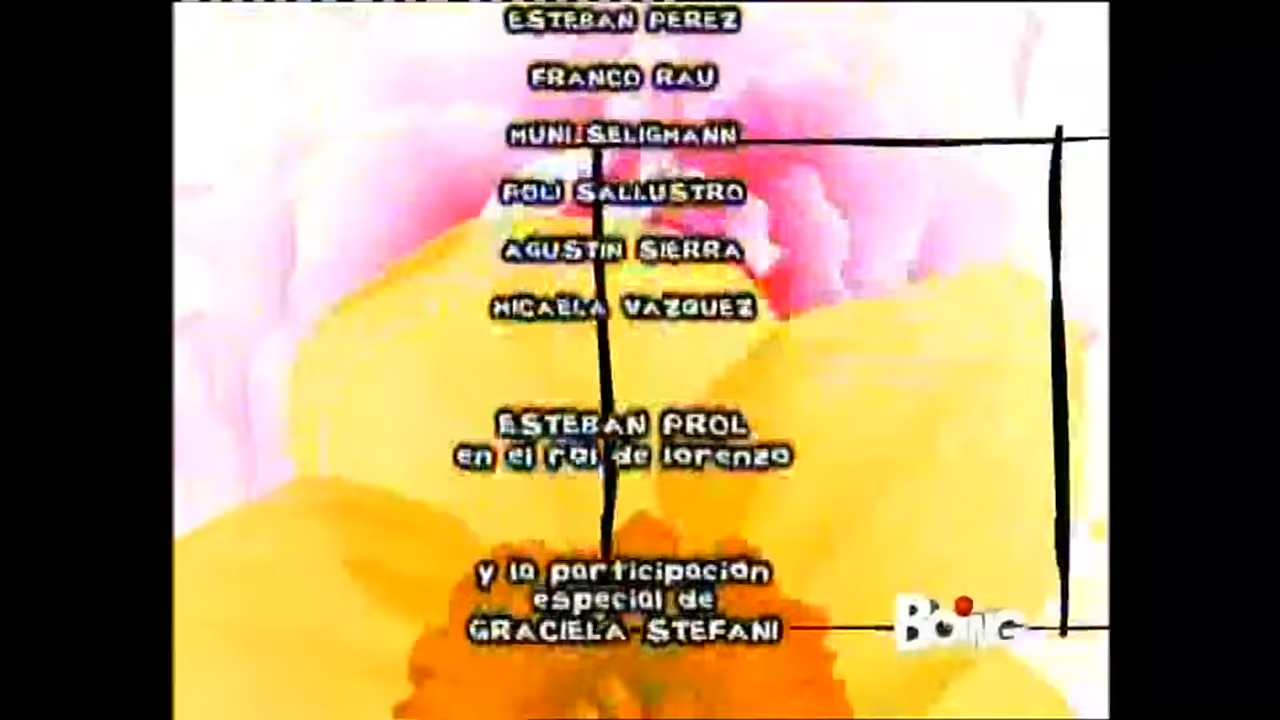 ESTEBAN PEREZ
FRANCO RAU
MUNI SELIGMANN
POLI SALLUSTRO
AGUSTIN SIERRA
MICAELA VAZQUEZ
ESTEBAN PROL
en el rol de lorenzo
y la participación
especial de
GRACIELA STEFANI
BOiNG